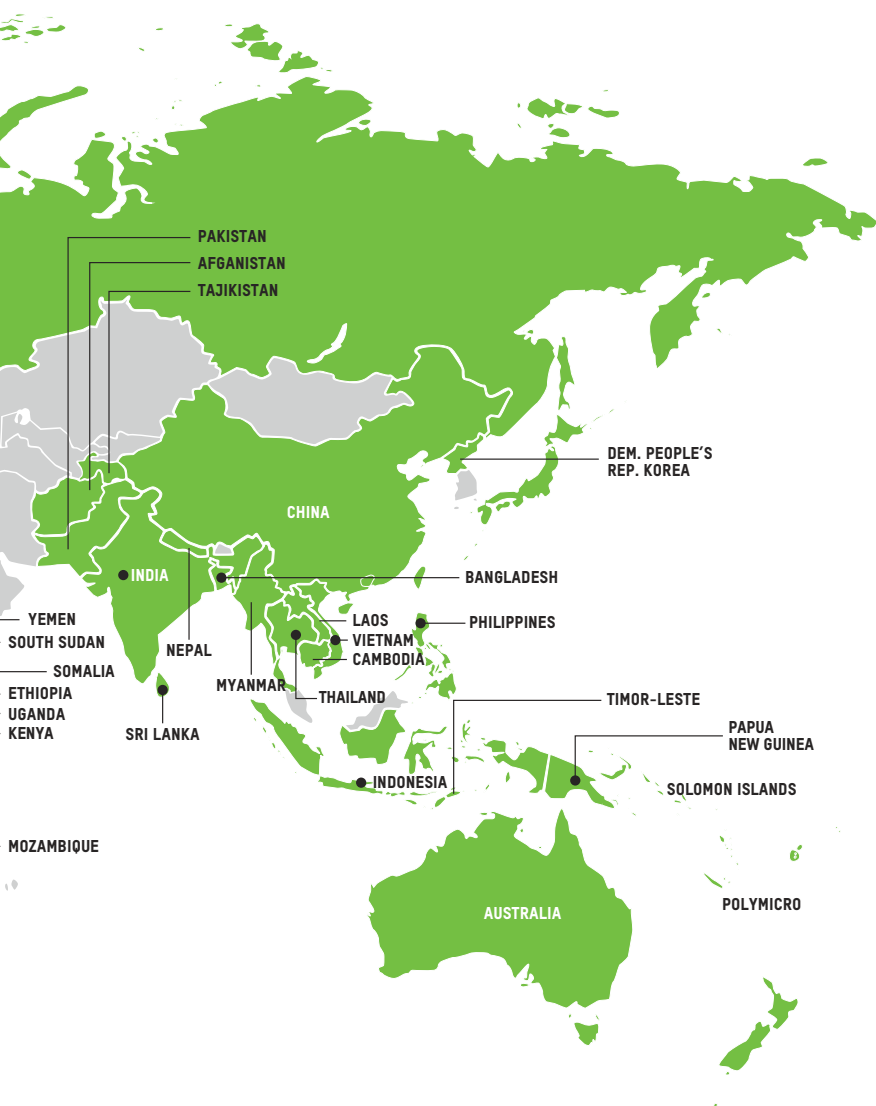 PAKISTAN
AFGANISTAN
TAJIKISTAN
DEM. PEOPLE'S
REP. KOREA
CHINA
INDIA
BANGLADESH
YEMEN
LAOS
PHILIPPINES
SOUTH SUDAN
VIETNAM
NEPAL
CAMBODIA
SOMALIA
MYANMAR
ETHIOPIA
THAILAND
TIMOR-LESTE
UGANDA
KENYA
SRI LANKA
PAPUA
NEW GUINEA
INDONESIA
SOLOMON ISLANDS
MOZAMBIQUE
POLYMICRO
AUSTRALIA